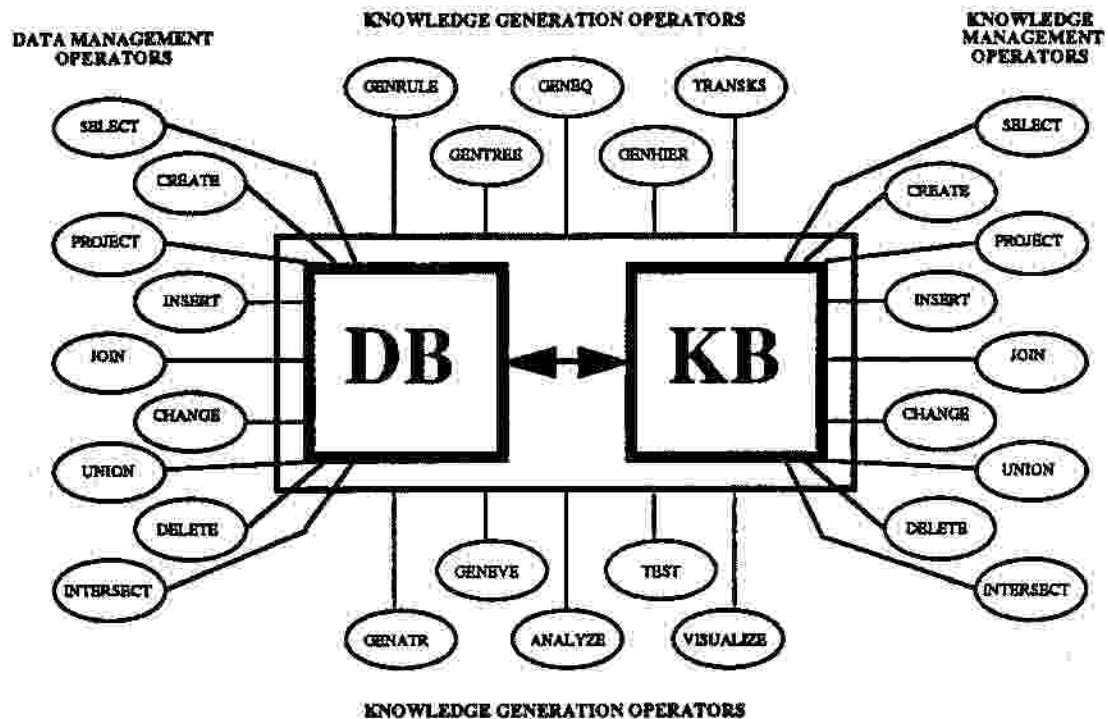 KNOWLEDGE GENERATION OPERATORS
DATA MANAGEMENT
OPERATORS
KNOWLEDGE
MANAGEMENT
OPERATORS
GENRULE
GENEQ
TRANSKS
SELECT
GENTREE
GENHIER
SELECT
CREATE
CREATE
PROJECT
PROJECT
INSERT
INSERT
DB
KB
JOIN
JOIN
CHANGE
CHANGE
UNION
UNION
DELETE
DELETE
GENEVE
TEST
INTERSECT
INTERSECT
GENATR
ANALYZE
VISUALIZE
KNOWLEDGE GENERATION OPERATORS